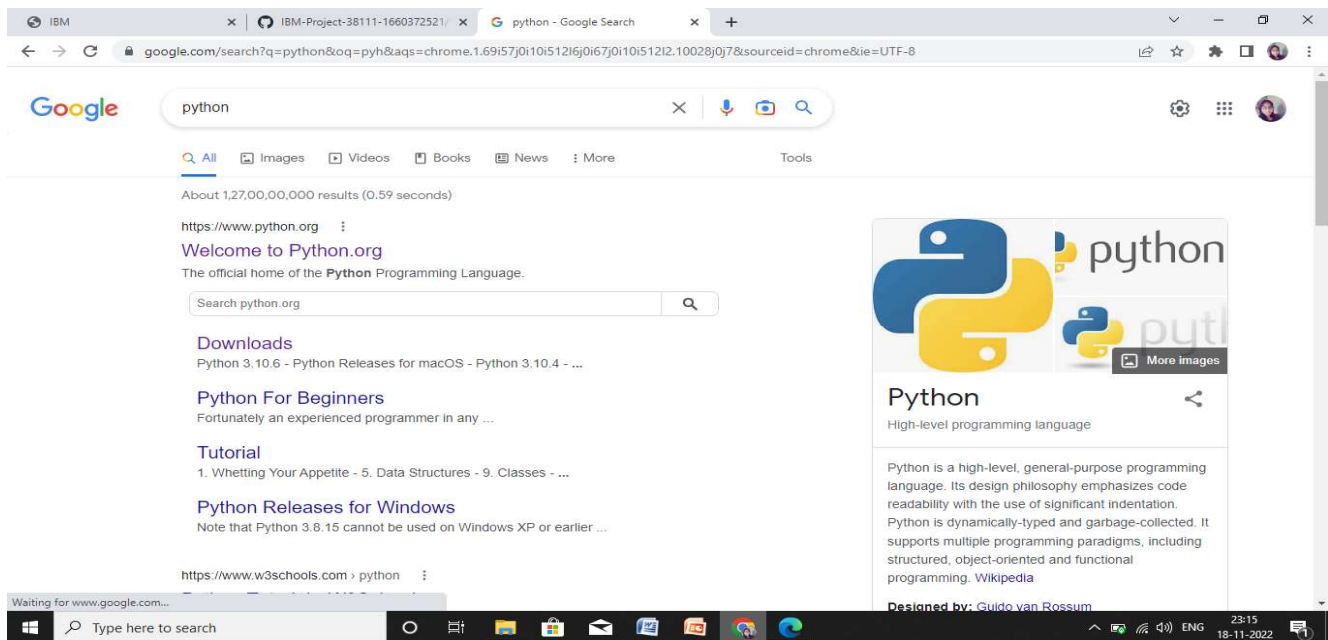 IBM
IBM-Project-38111-1660372521/
python - Google Search
google.com/search?q=python&oq=pyh&aqs=chrome.1.69i57j0i10i512l6j0i67j0i10i512l2.10028j0j7&sourceid=chrome&ie=UTF-8
Google
python
All
Images
Videos
Books
News
More
Tools
About 1,27,00,00,000 results (0.59 seconds)
https://www.python.org
Welcome to Python.org
The official home of the Python Programming Language.
Search python.org
Downloads
Python 3.10.6 - Python Releases for macOS - Python 3.10.4 - ...
Python For Beginners
Fortunately an experienced programmer in any ...
Tutorial
1. Whetting Your Appetite - 5. Data Structures - 9. Classes - ...
Python Releases for Windows
Note that Python 3.8.15 cannot be used on Windows XP or earlier ...
https://www.w3schools.com › python
python
pyth
More images
Python
High-level programming language
Python is a high-level, general-purpose programming
language. Its design philosophy emphasizes code
readability with the use of significant indentation.
Python is dynamically-typed and garbage-collected. It
supports multiple programming paradigms, including
structured, object-oriented and functional
programming. Wikipedia
Designed by: Guido van Rossum
Waiting for www.google.com...
Type here to search
ENG
23:15
18-11-2022